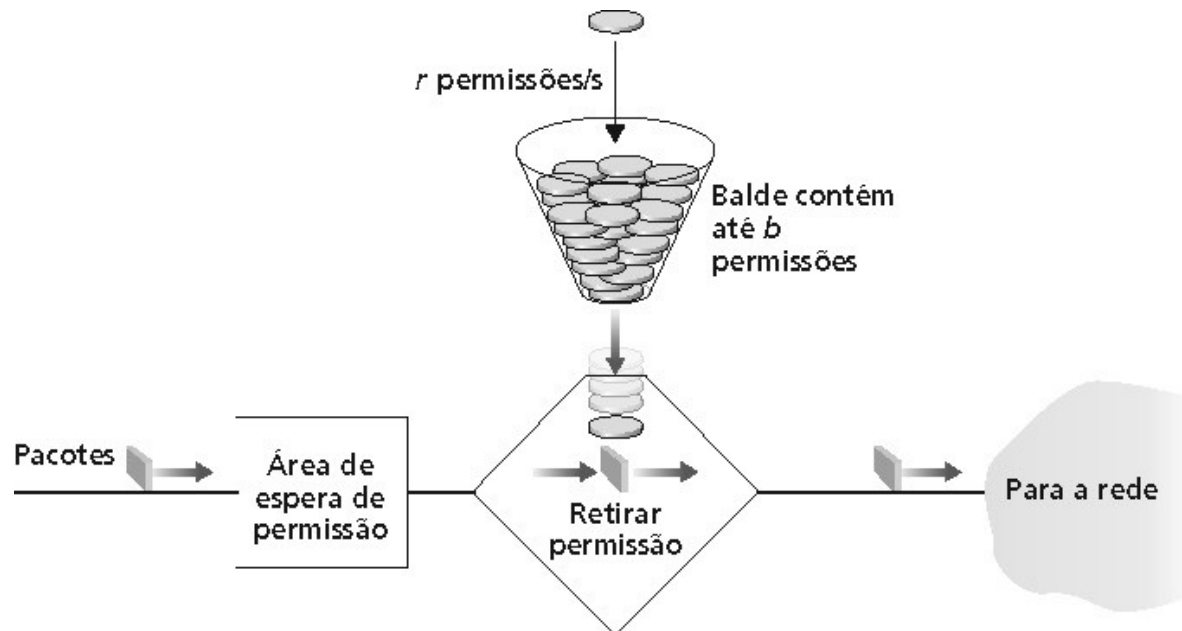 r permissões/s
Balde contém
até b
permissões
Pacotes
Área de
espera de
permissão
Retirar
permissão
Para a rede